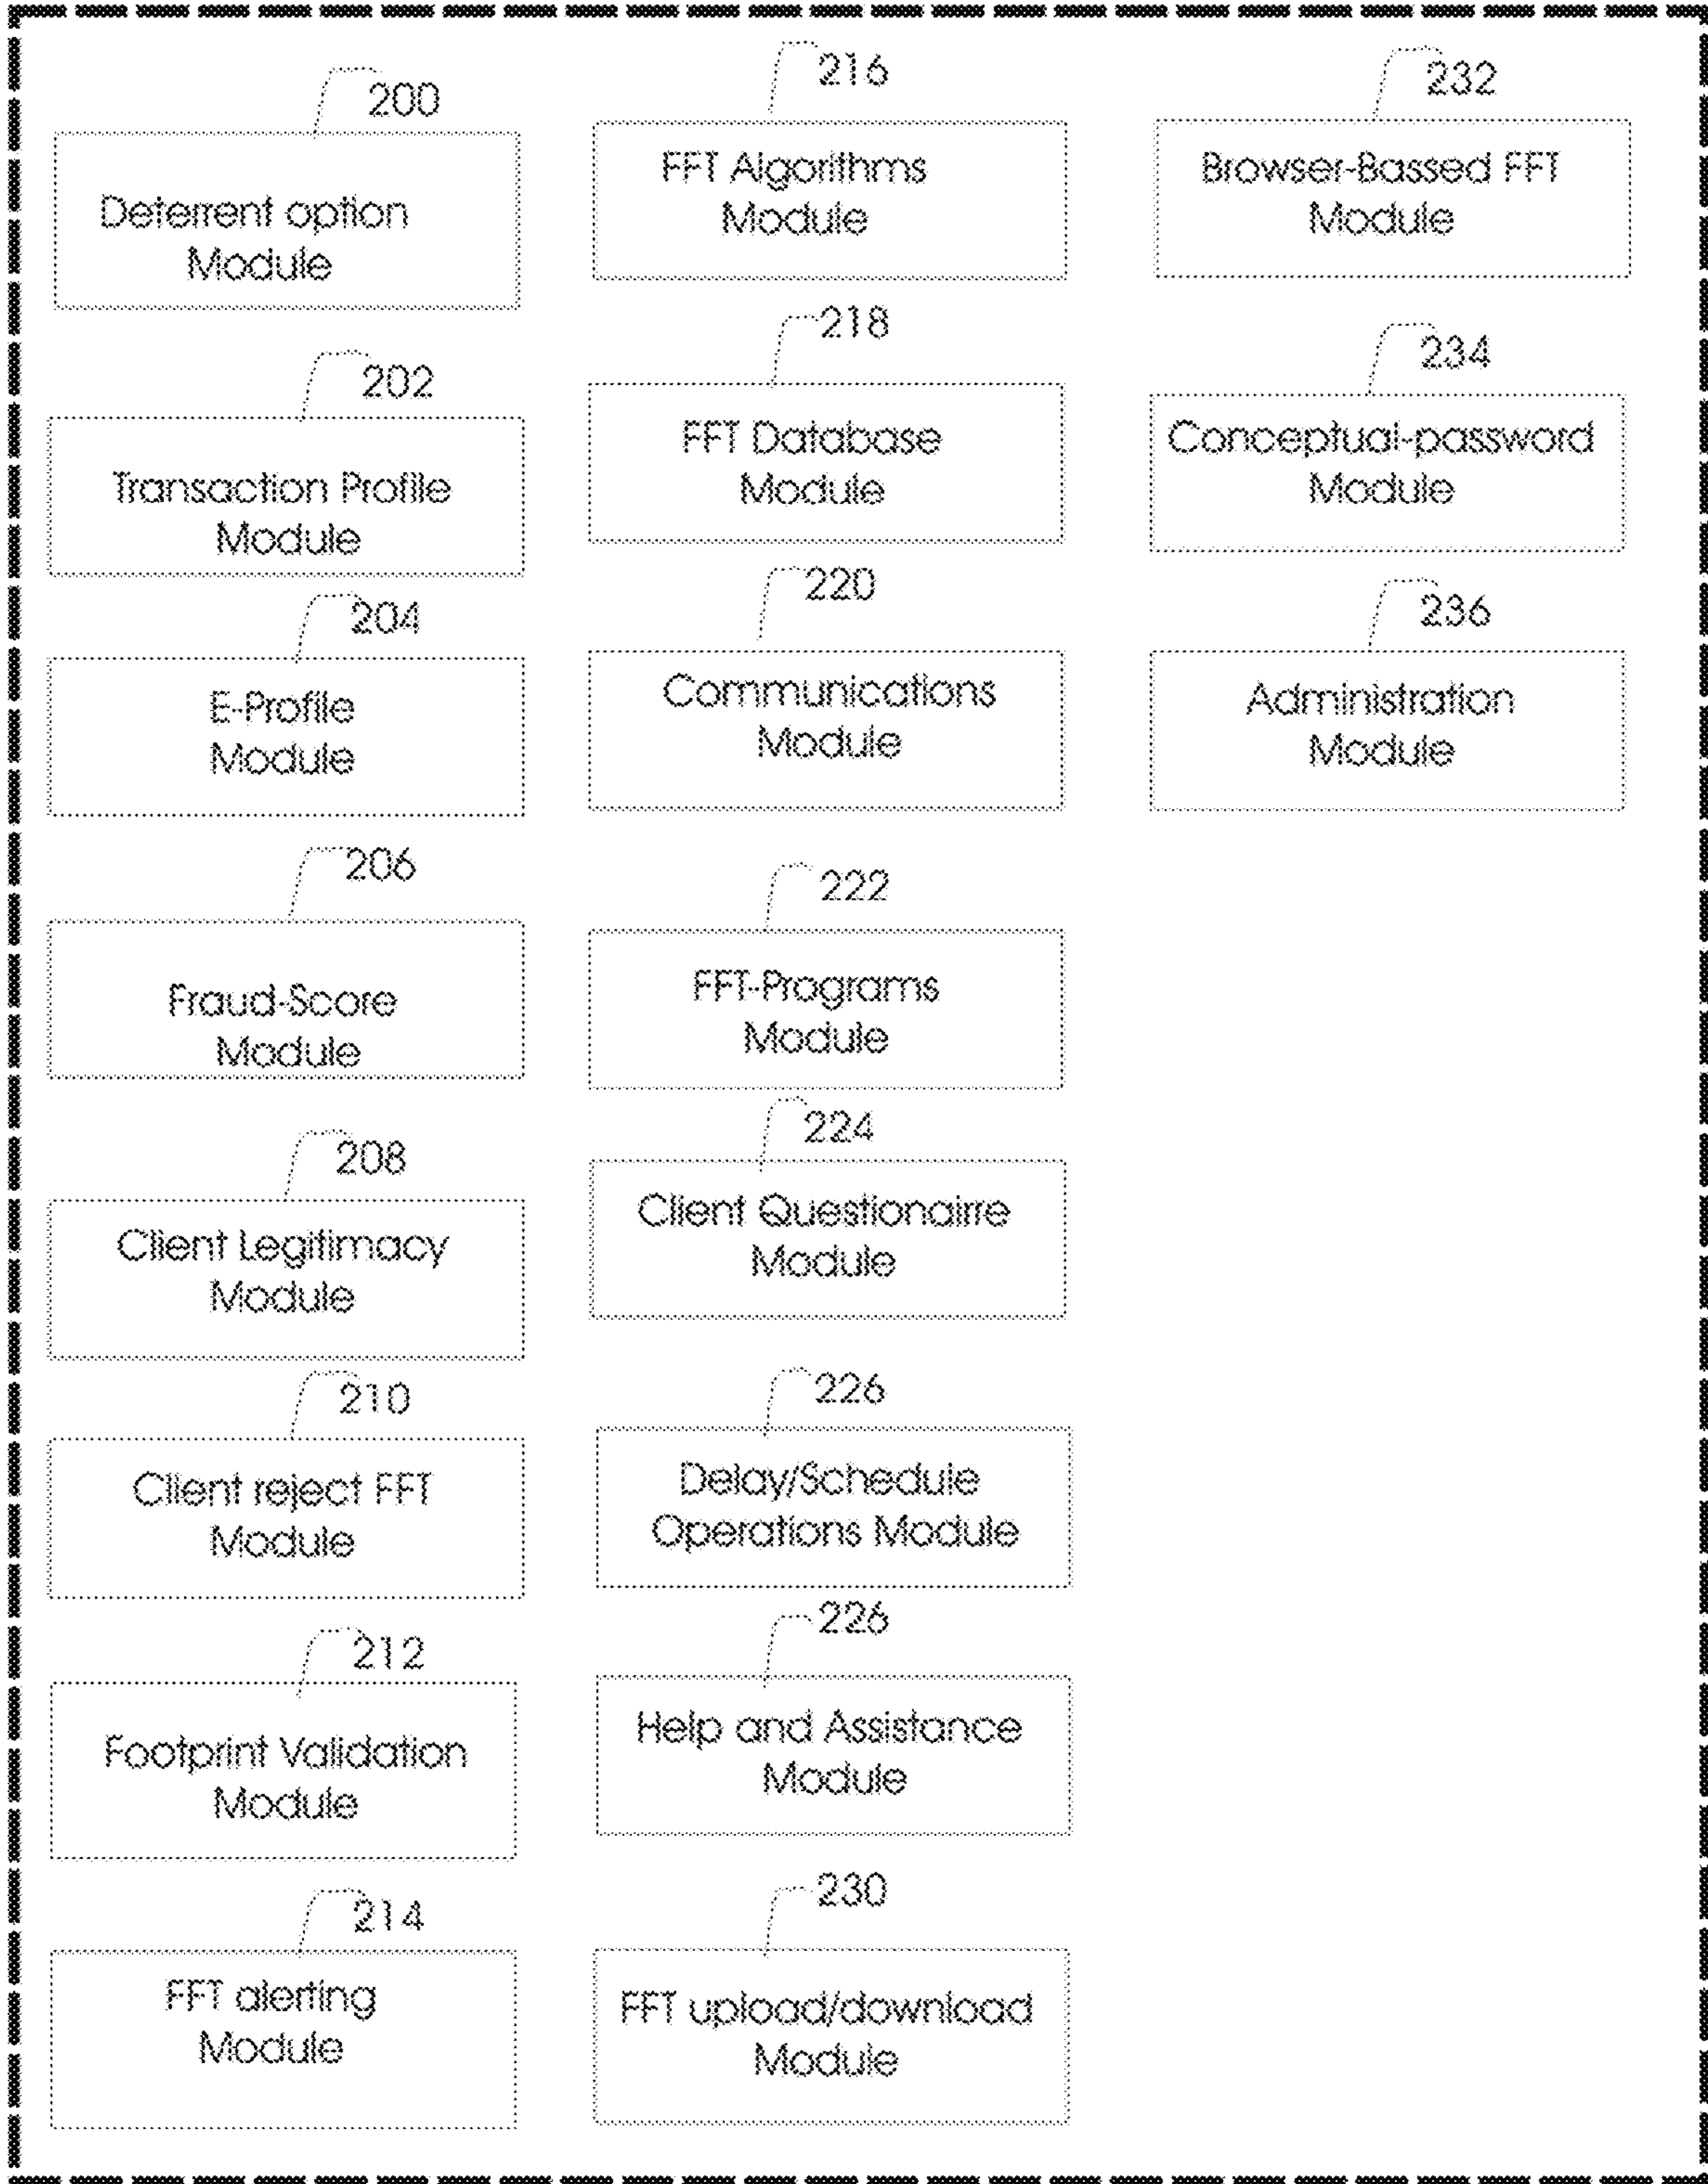 200
Deterrent option
Module
202
Transaction Profile
Module
204
E-Profile
Module
206
Fraud-Score
Module
208
Client Legitimacy
Module
210
Client reject FFT
Module
212
Footprint Validation
Module
214
FFT alerting
Module
216
FFT Algorithms
Module
218
FFT Database
Module
220
Communications
Module
222
FFT-Programs
Module
224
Client Questionairre
Module
226
Delay/Schedule
Operations Module
226
Help and Assistance
Module
230
FFT upload/download
Module
232
Browser-Bassed FFT
Module
234
Conceptual-password
Module
236
Administration
Module